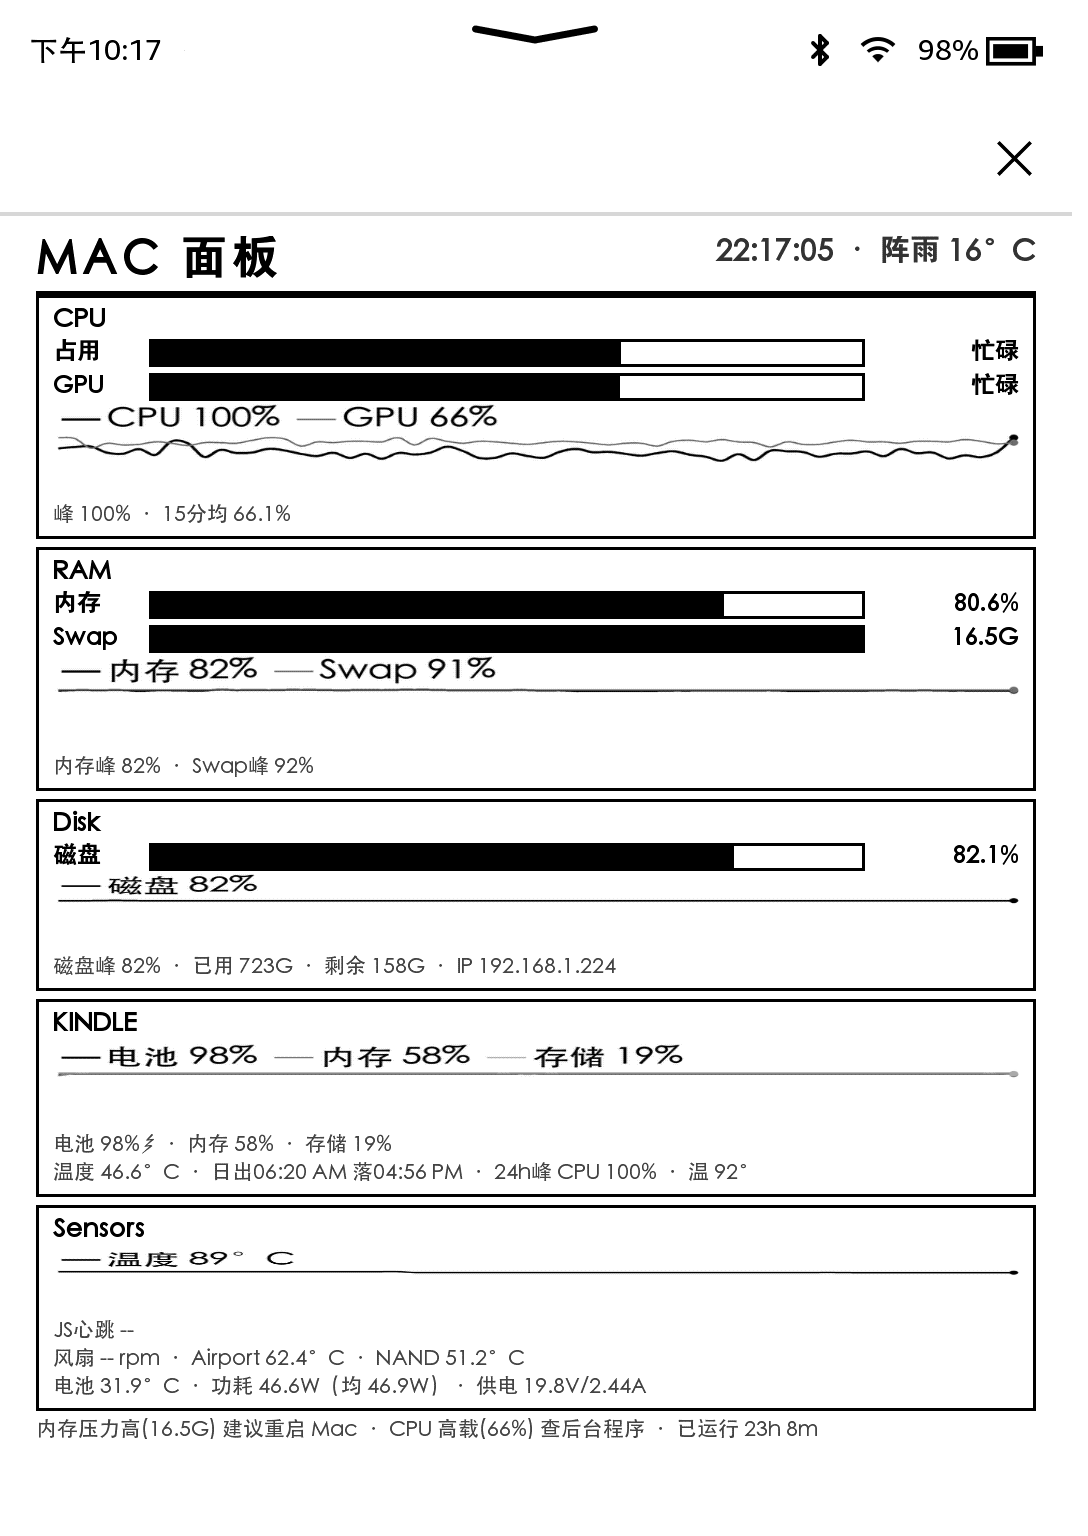 下午10:17 98%
MAC 面板 22:17:05 · 阵雨 16°C
CPU
占用 忙碌
GPU 忙碌
CPU 100% GPU 66%
峰 100% · 15分均 66.1%
RAM
内存 80.6%
Swap 16.5G
内存 82% Swap 91%
内存峰 82% · Swap峰 92%
Disk
磁盘 82.1%
磁盘 82%
磁盘峰 82% · 已用 723G · 剩余 158G · IP 192.168.1.224
KINDLE
电池 98% 内存 58% 存储 19%
电池 98%⚡ · 内存 58% · 存储 19%
温度 46.6°C · 日出06:20 AM 落04:56 PM · 24h峰 CPU 100% · 温 92°
Sensors
温度 89°C
JS心跳 --
风扇 -- rpm · Airport 62.4°C · NAND 51.2°C
电池 31.9°C · 功耗 46.6W（均 46.9W） · 供电 19.8V/2.44A
内存压力高(16.5G) 建议重启 Mac · CPU 高载(66%) 查后台程序 · 已运行 23h 8m